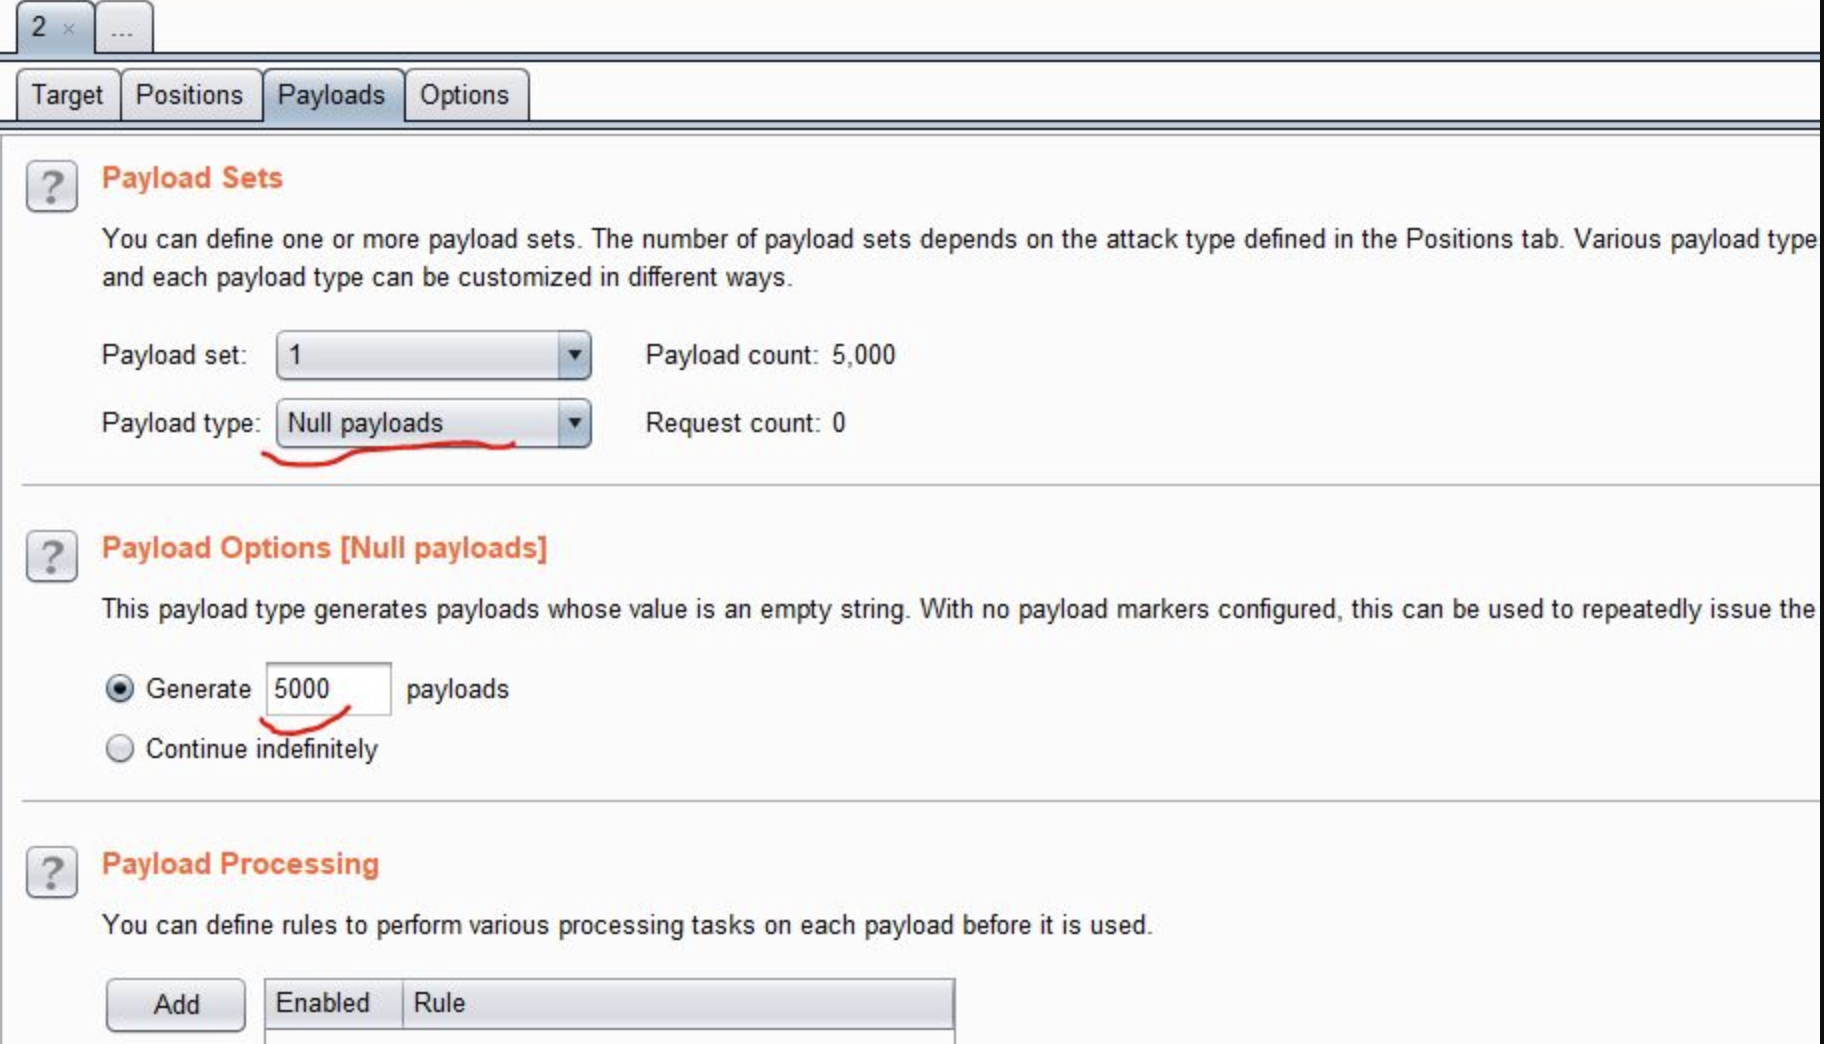 2 × ...
Target Positions Payloads Options
? Payload Sets
You can define one or more payload sets. The number of payload sets depends on the attack type defined in the Positions tab. Various payload type
and each payload type can be customized in different ways.
Payload set: 1 Payload count: 5,000
Payload type: Null payloads Request count: 0
? Payload Options [Null payloads]
This payload type generates payloads whose value is an empty string. With no payload markers configured, this can be used to repeatedly issue the
Generate 5000 payloads
Continue indefinitely
? Payload Processing
You can define rules to perform various processing tasks on each payload before it is used.
Add Enabled Rule